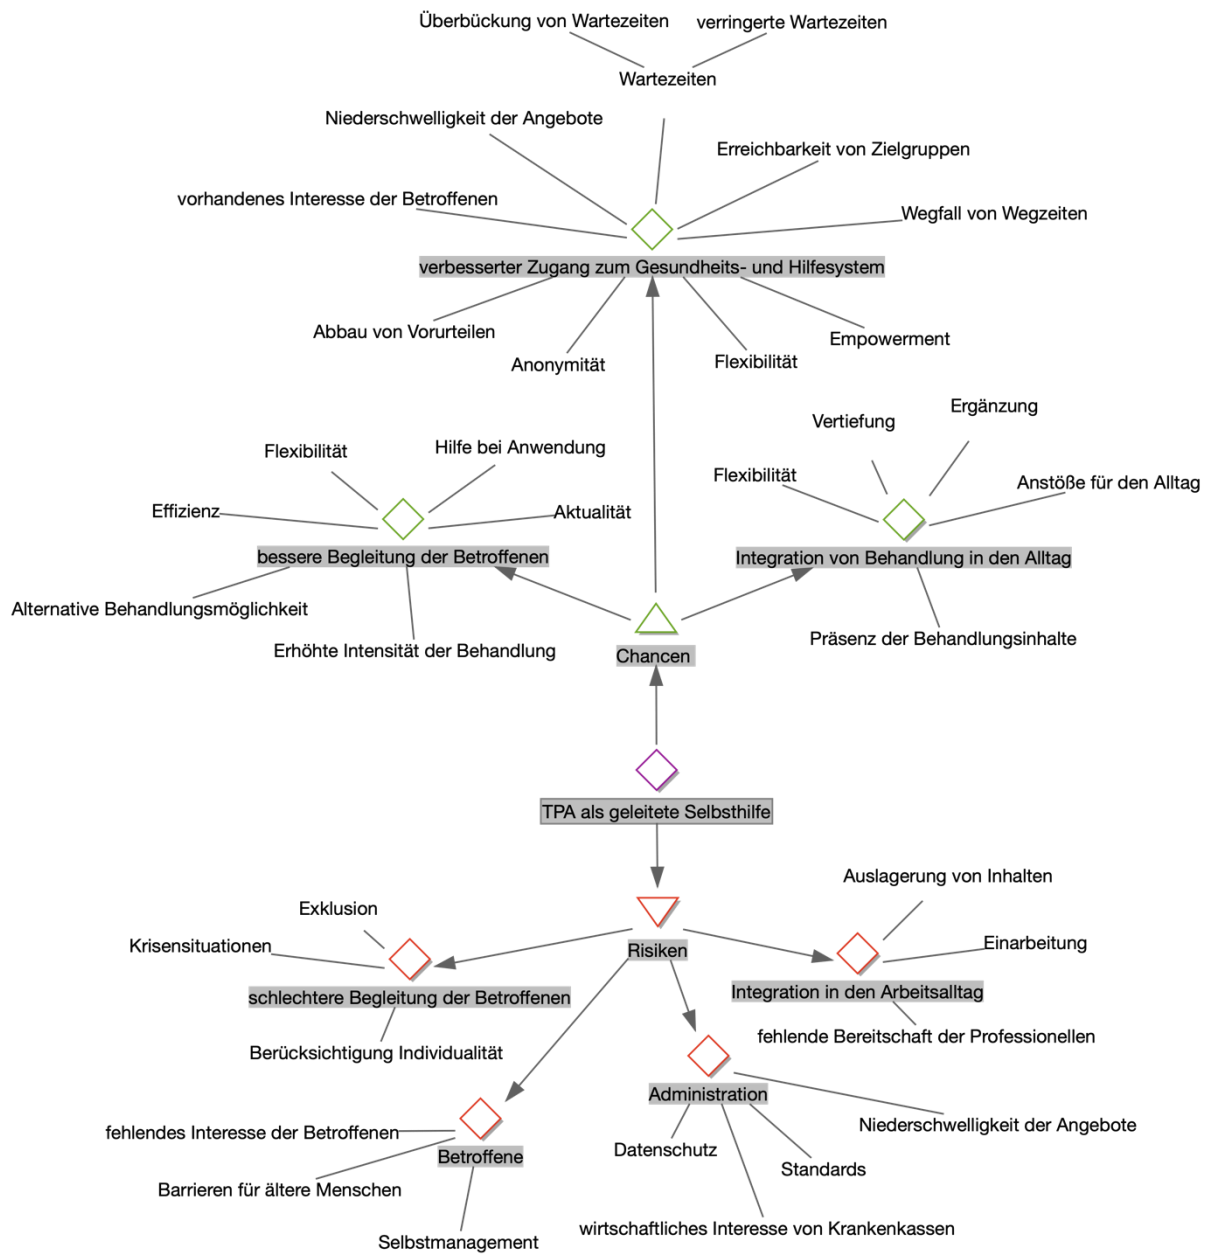 Überbückung von Wartezeiten
verringerte Wartezeiten
Wartezeiten
Niederschwelligkeit der Angebote
Erreichbarkeit von Zielgruppen
vorhandenes Interesse der Betroffenen
Wegfall von Wegzeiten
verbesserter Zugang zum Gesundheits- und Hilfesystem
Abbau von Vorurteilen
Anonymität
Flexibilität
Empowerment
Flexibilität
Hilfe bei Anwendung
Effizienz
Aktualität
bessere Begleitung der Betroffenen
Alternative Behandlungsmöglichkeit
Erhöhte Intensität der Behandlung
Vertiefung
Ergänzung
Flexibilität
Anstöße für den Alltag
Integration von Behandlung in den Alltag
Präsenz der Behandlungsinhalte
Chancen
TPA als geleitete Selbsthilfe
Risiken
Exklusion
Krisensituationen
schlechtere Begleitung der Betroffenen
Berücksichtigung Individualität
Auslagerung von Inhalten
Einarbeitung
Integration in den Arbeitsalltag
fehlende Bereitschaft der Professionellen
Administration
Niederschwelligkeit der Angebote
Datenschutz
Standards
wirtschaftliches Interesse von Krankenkassen
fehlendes Interesse der Betroffenen
Betroffene
Barrieren für ältere Menschen
Selbstmanagement